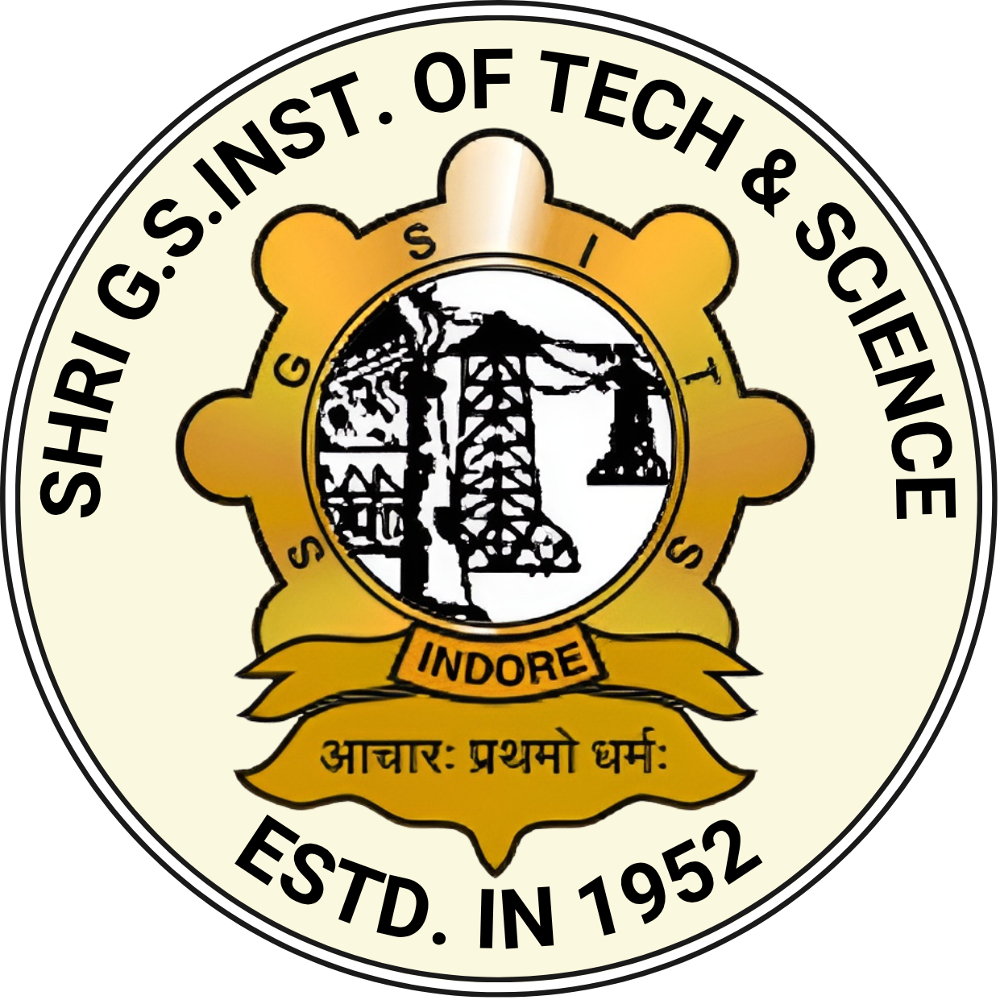 SHRI G.S.INST. OF TECH & SCIENCE
S G S I T S
INDORE
आचारः प्रथमो धर्मः
ESTD. IN 1952